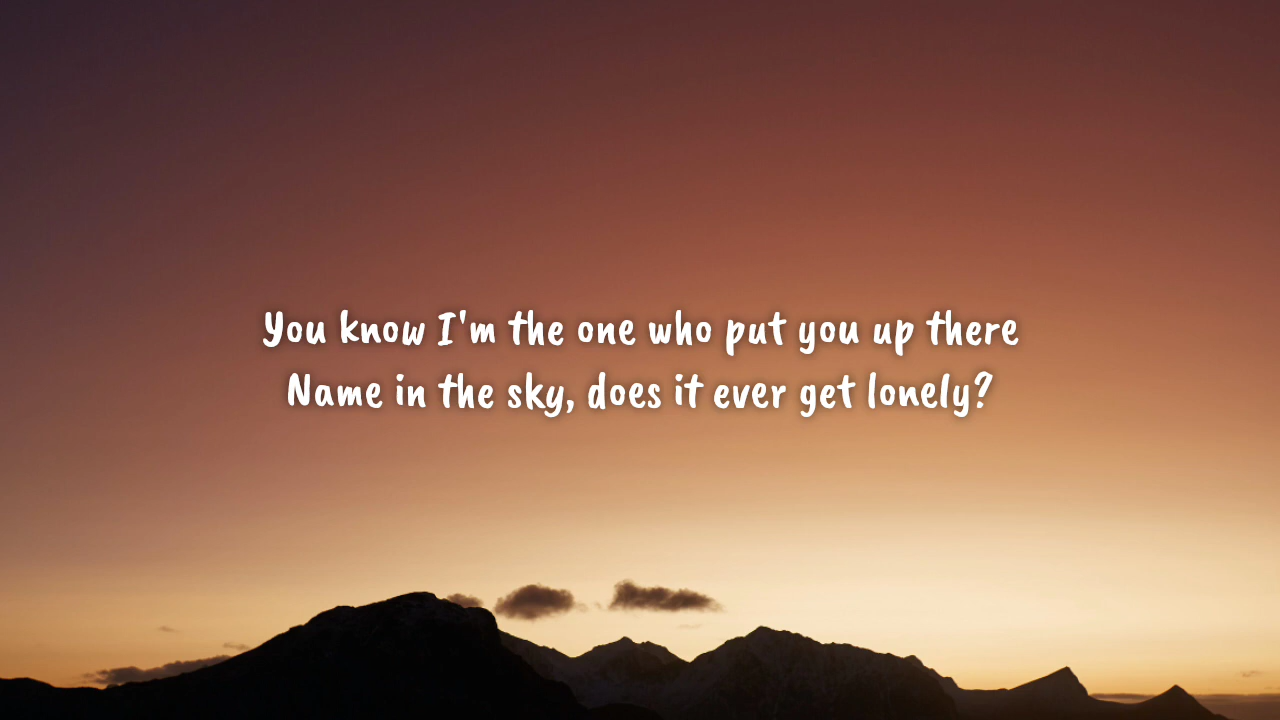 You know I'm the one who put you up there
Name in the sky, does it ever get lonely?